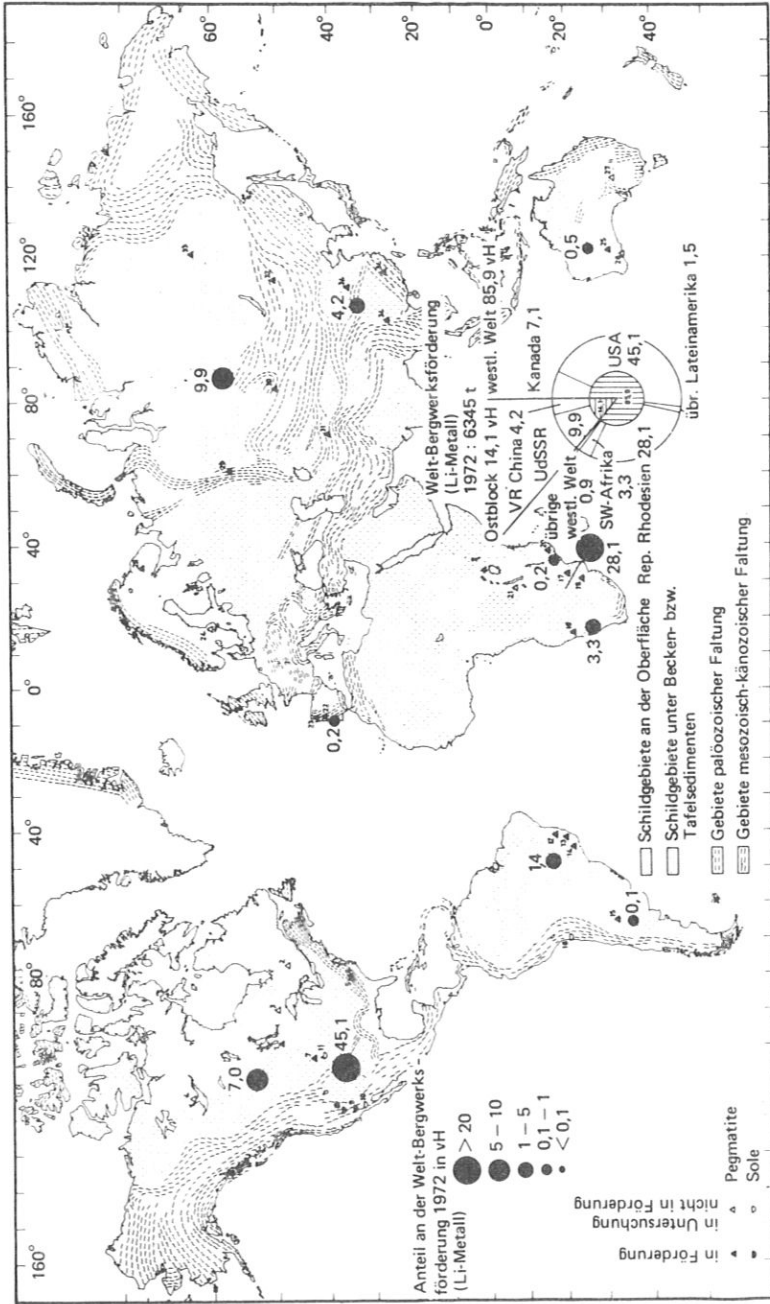 160°
80°
40°
0°
40°
80°
120°
160°
60°
40°
20°
0°
20°
40°
7,0
45,1
14
0,1
0,2
3,3
28,1
0,2
9,9
4,2
0,5
Anteil an der Welt-Bergwerks -
förderung 1972 in vH
(Li-Metall)
> 20
5 – 10
1 – 5
0,1 – 1
< 0,1
in Förderung
in Untersuchung
nicht in Förderung
Pegmatite
Sole
Welt-Bergwerksförderung
(Li-Metall)
1972 : 6345 t
Ostblock 14,1 vH
westl. Welt 85,9 vH
VR China 4,2
Kanada 7,1
UdSSR
9,9
USA
45,1
übrige
westl. Welt
0,9
SW-Afrika
3,3
Rep. Rhodesien 28,1
übr. Lateinamerika 1,5
Schildgebiete an der Oberfläche
Schildgebiete unter Becken- bzw.
Tafelsedimenten
Gebiete palöozoischer Faltung
Gebiete mesozoisch-känozoischer Faltung